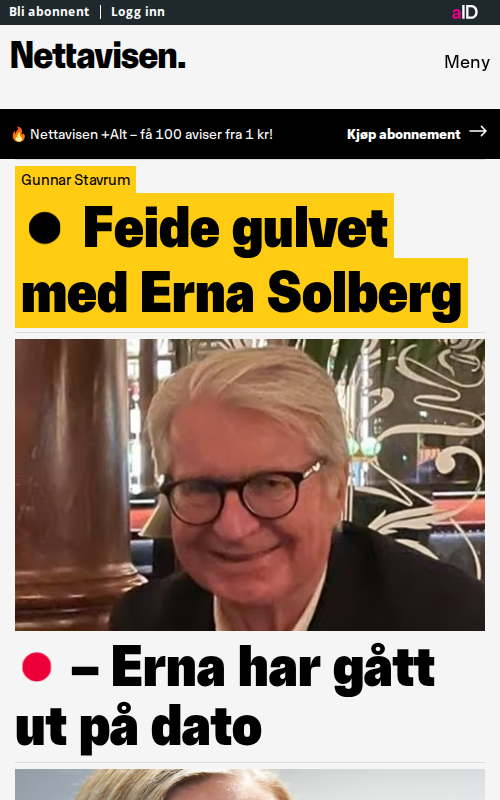 Bli abonnent | Logg inn
aID
Nettavisen.
Meny
🔥 Nettavisen +Alt – få 100 aviser fra 1 kr!
Kjøp abonnement →
Gunnar Stavrum
● Feide gulvet
med Erna Solberg
● – Erna har gått
ut på dato